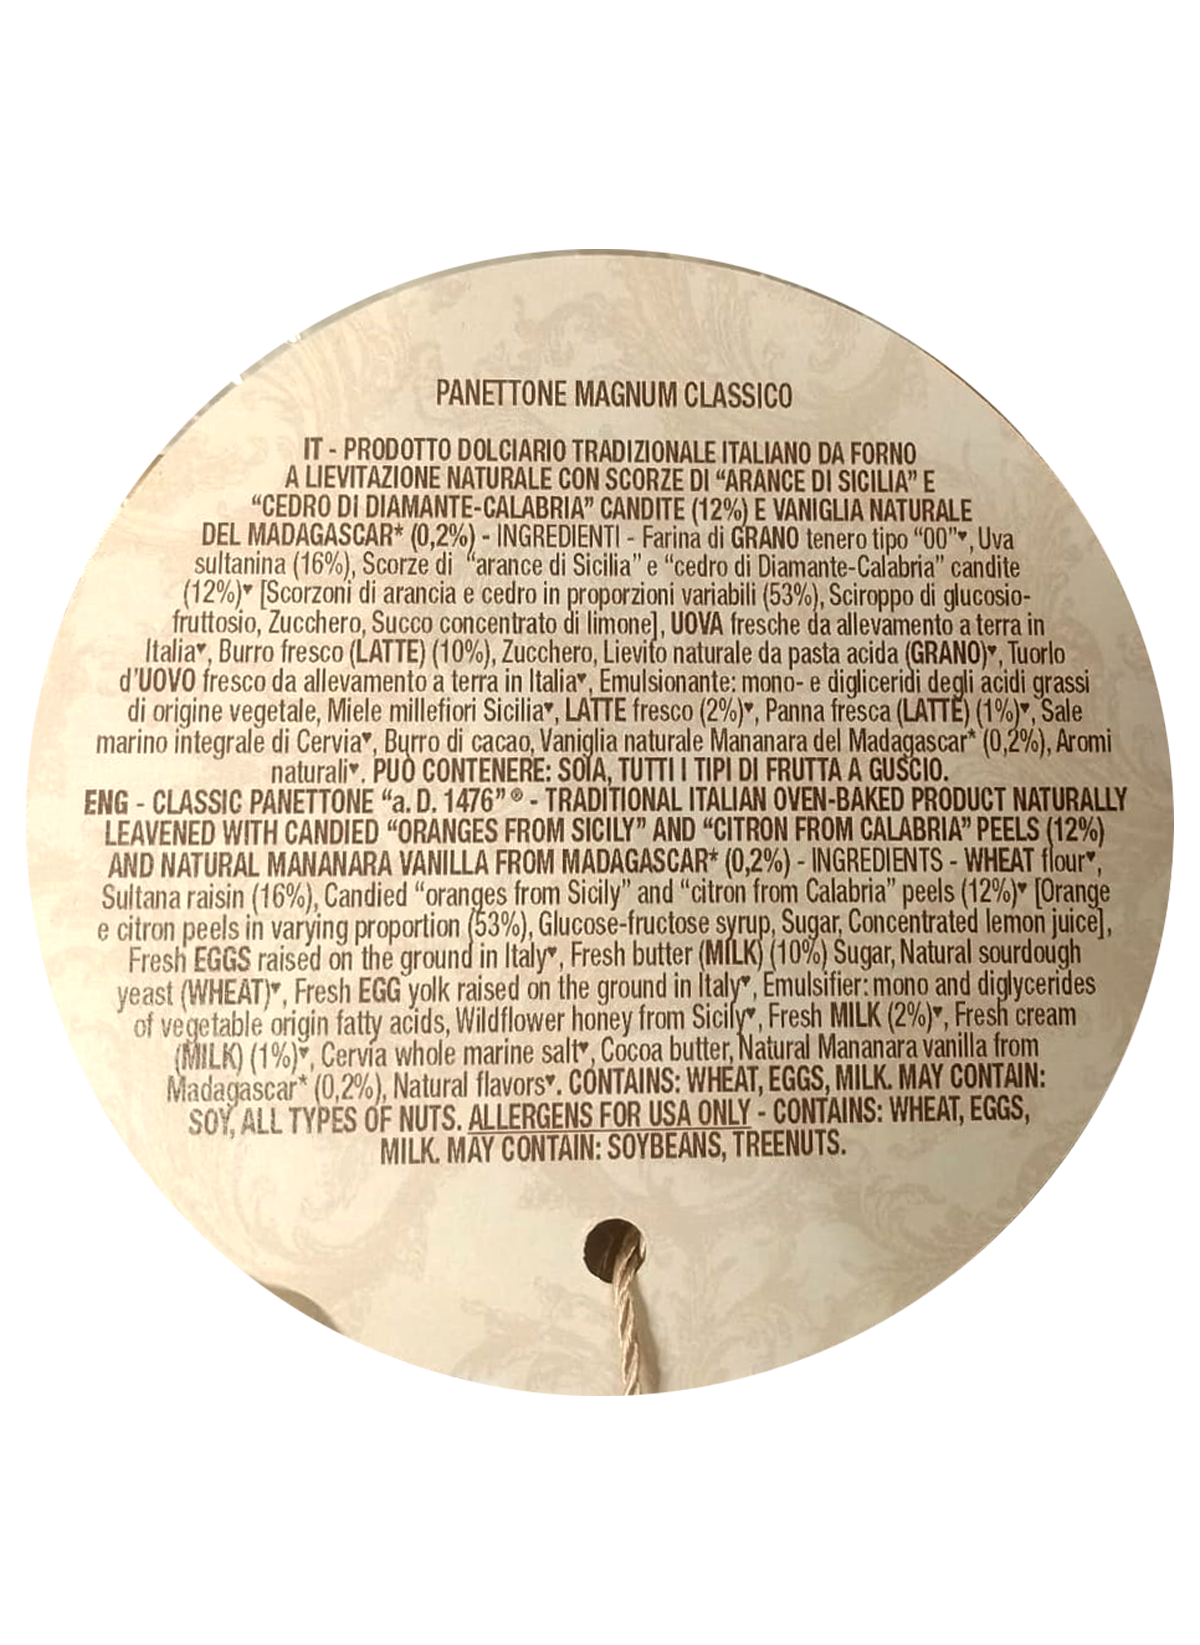 PANETTONE MAGNUM CLASSICO
IT - PRODOTTO DOLCIARIO TRADIZIONALE ITALIANO DA FORNO
A LIEVITAZIONE NATURALE CON SCORZE DI “ARANCE DI SICILIA” E
“CEDRO DI DIAMANTE-CALABRIA” CANDITE (12%) E VANIGLIA NATURALE
DEL MADAGASCAR* (0,2%) - INGREDIENTI - Farina di GRANO tenero tipo “00”♥, Uva
sultanina (16%), Scorze di “arance di Sicilia” e “cedro di Diamante-Calabria” candite
(12%)♥ [Scorzoni di arancia e cedro in proporzioni variabili (53%), Sciroppo di glucosio-
fruttosio, Zucchero, Succo concentrato di limone], UOVA fresche da allevamento a terra in
Italia♥, Burro fresco (LATTE) (10%), Zucchero, Lievito naturale da pasta acida (GRANO)♥, Tuorlo
d’UOVO fresco da allevamento a terra in Italia♥, Emulsionante: mono- e digliceridi degli acidi grassi
di origine vegetale, Miele millefiori Sicilia♥, LATTE fresco (2%)♥, Panna fresca (LATTE) (1%)♥, Sale
marino integrale di Cervia♥, Burro di cacao, Vaniglia naturale Mananara del Madagascar* (0,2%), Aromi
naturali♥. PUÒ CONTENERE: SOIA, TUTTI I TIPI DI FRUTTA A GUSCIO.
ENG - CLASSIC PANETTONE “a. D. 1476” ® - TRADITIONAL ITALIAN OVEN-BAKED PRODUCT NATURALLY
LEAVENED WITH CANDIED “ORANGES FROM SICILY” AND “CITRON FROM CALABRIA” PEELS (12%)
AND NATURAL MANANARA VANILLA FROM MADAGASCAR* (0,2%) - INGREDIENTS - WHEAT flour♥,
Sultana raisin (16%), Candied “oranges from Sicily” and “citron from Calabria” peels (12%)♥ [Orange
e citron peels in varying proportion (53%), Glucose-fructose syrup, Sugar, Concentrated lemon juice],
Fresh EGGS raised on the ground in Italy♥, Fresh butter (MILK) (10%) Sugar, Natural sourdough
yeast (WHEAT)♥, Fresh EGG yolk raised on the ground in Italy♥, Emulsifier: mono and diglycerides
of vegetable origin fatty acids, Wildflower honey from Sicily♥, Fresh MILK (2%)♥, Fresh cream
(MILK) (1%)♥, Cervia whole marine salt♥, Cocoa butter, Natural Mananara vanilla from
Madagascar* (0,2%), Natural flavors♥. CONTAINS: WHEAT, EGGS, MILK. MAY CONTAIN:
SOY, ALL TYPES OF NUTS. ALLERGENS FOR USA ONLY - CONTAINS: WHEAT, EGGS,
MILK. MAY CONTAIN: SOYBEANS, TREENUTS.